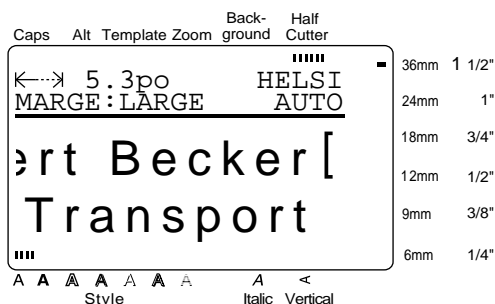 Back- Half
Caps Alt Template Zoom ground Cutter
5.3po HELSI
MARGE:LARGE AUTO
ert Becker[
Transport
36mm 1 1/2"
24mm 1"
18mm 3/4"
12mm 1/2"
9mm 3/8"
6mm 1/4"
A A A A A A A A A
Style Italic Vertical